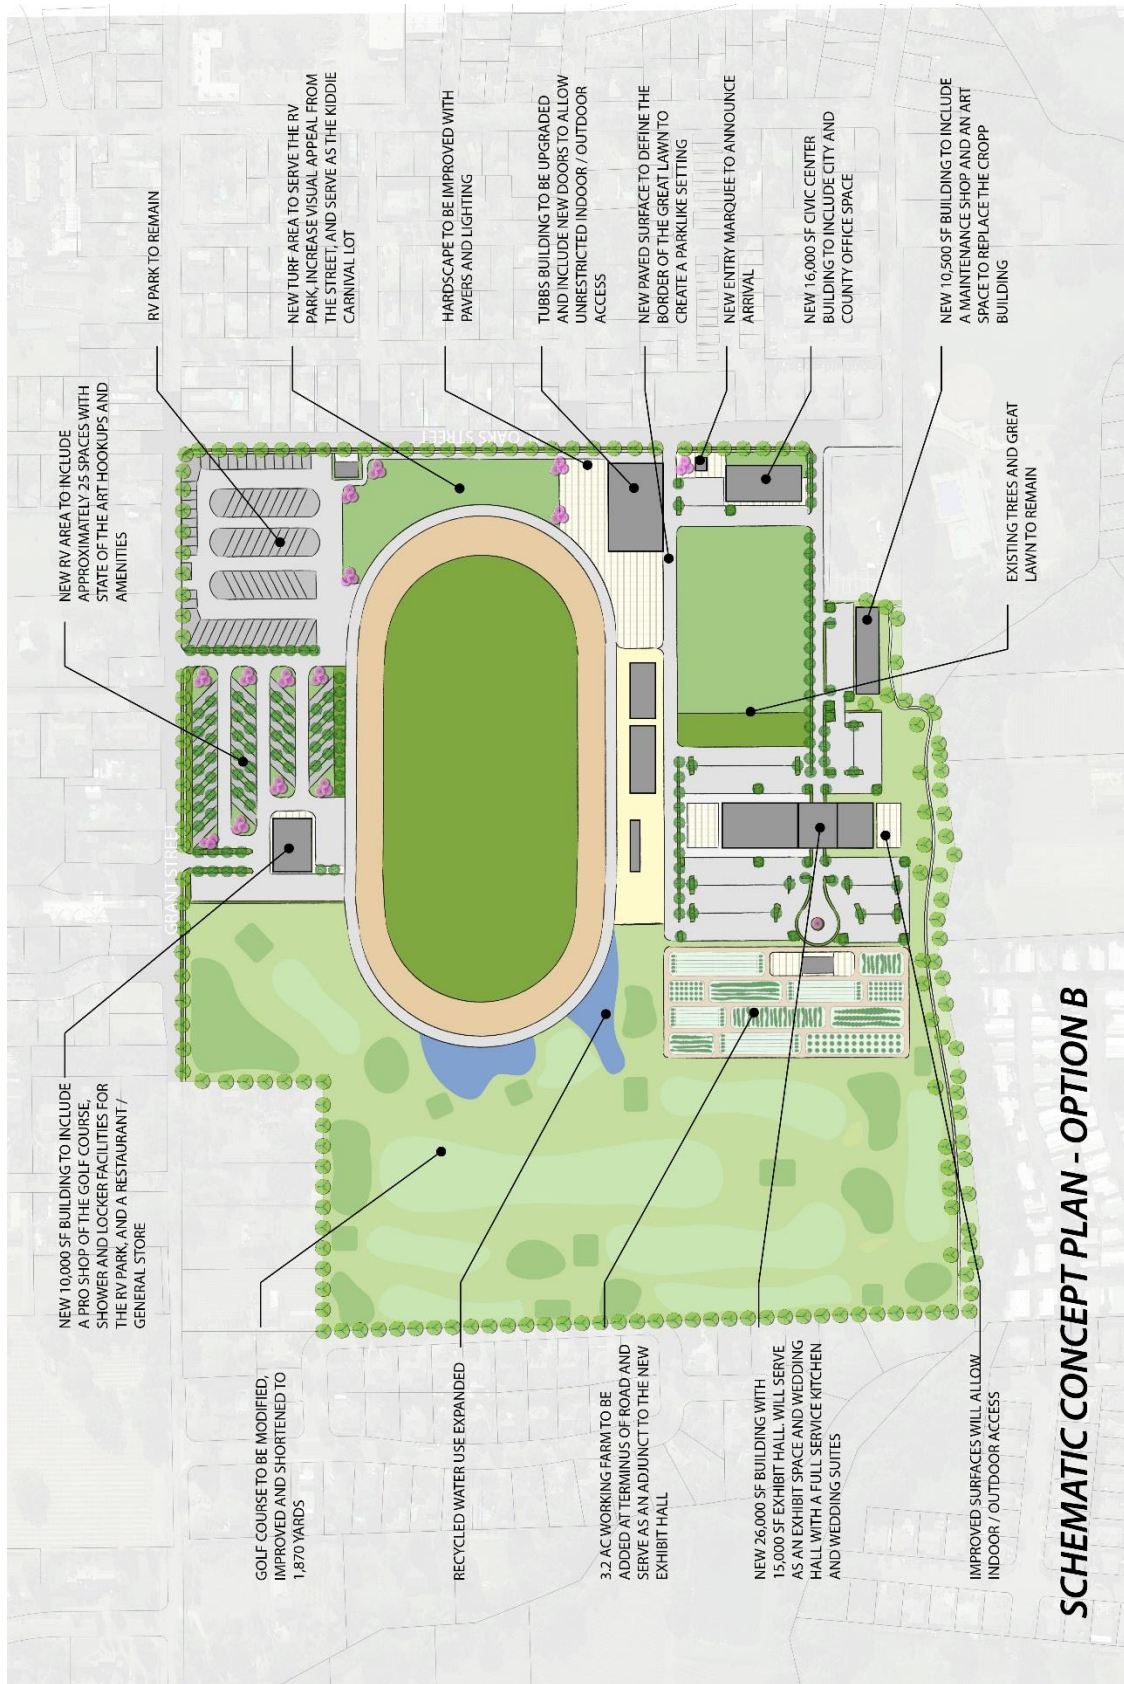 NEW 10,000 SF BUILDING TO INCLUDE
A PRO SHOP OF THE GOLF COURSE,
SHOWER AND LOCKER FACILITIES FOR
THE RV PARK, AND A RESTAURANT /
GENERAL STORE
NEW RV AREA TO INCLUDE
APPROXIMATELY 25 SPACES WITH
STATE OF THE ART HOOKUPS AND
AMENITIES
RV PARK TO REMAIN
NEW TURF AREA TO SERVE THE RV
PARK, INCREASE VISUAL APPEAL FROM
THE STREET, AND SERVE AS THE KIDDIE
CARNIVAL LOT
HARDSCAPE TO BE IMPROVED WITH
PAVERS AND LIGHTING
TUBBS BUILDING TO BE UPGRADED
AND INCLUDE NEW DOORS TO ALLOW
UNRESTRICTED INDOOR / OUTDOOR
ACCESS
NEW PAVED SURFACE TO DEFINE THE
BORDER OF THE GREAT LAWN TO
CREATE A PARKLIKE SETTING
NEW ENTRY MARQUEE TO ANNOUNCE
ARRIVAL
NEW 16,000 SF CIVIC CENTER
BUILDING TO INCLUDE CITY AND
COUNTY OFFICE SPACE
NEW 10,500 SF BUILDING TO INCLUDE
A MAINTENANCE SHOP AND AN ART
SPACE TO REPLACE THE CROPP
BUILDING
EXISTING TREES AND GREAT
LAWN TO REMAIN
GRANT STREET
OAKS STREET
GOLF COURSE TO BE MODIFIED,
IMPROVED AND SHORTENED TO
1,870 YARDS
RECYCLED WATER USE EXPANDED
3.2 AC WORKING FARM TO BE
ADDED AT TERMINUS OF ROAD AND
SERVE AS AN ADJUNCT TO THE NEW
EXHIBIT HALL
NEW 26,000 SF BUILDING WITH
15,000 SF EXHIBIT HALL. WILL SERVE
AS AN EXHIBIT SPACE AND WEDDING
HALL WITH A FULL SERVICE KITCHEN
AND WEDDING SUITES
IMPROVED SURFACES WILL ALLOW
INDOOR / OUTDOOR ACCESS
SCHEMATIC CONCEPT PLAN - OPTION B